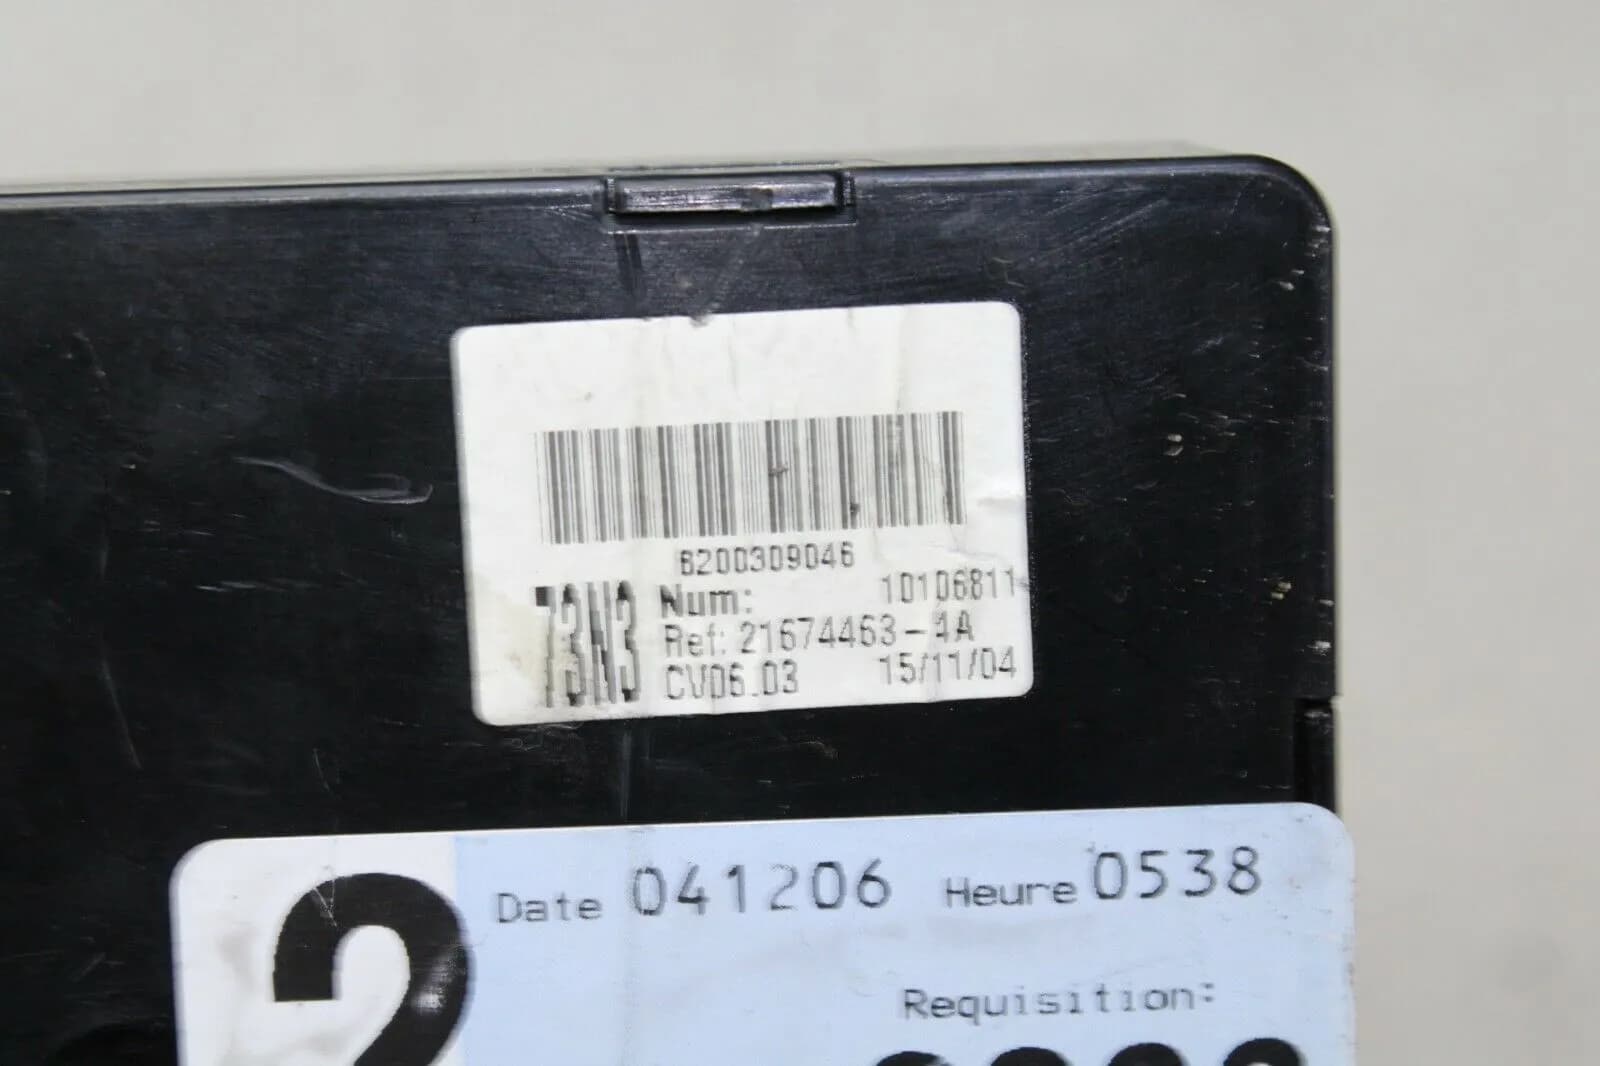 8200309046
73N3
Num: 10106811
Ref: 21674463-4A
CV06.03 15/11/04
2 Date 041206 Heure 0538
Requisition: